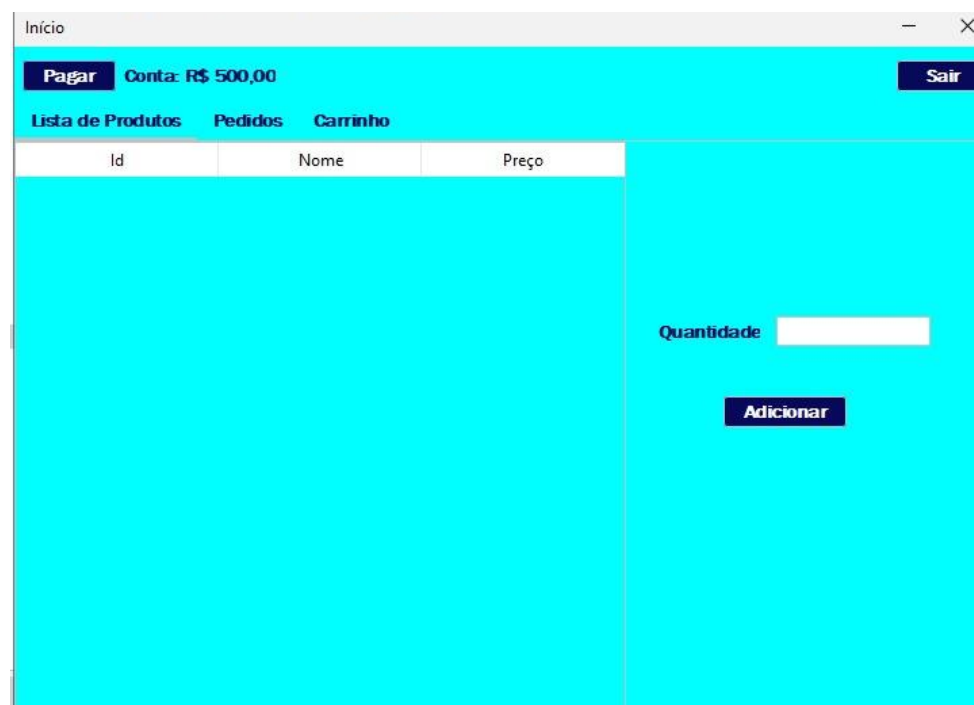 Início
Pagar Conta: R$ 500,00 Sair
Lista de Produtos Pedidos Carrinho
Id Nome Preço
Quantidade
Adicionar